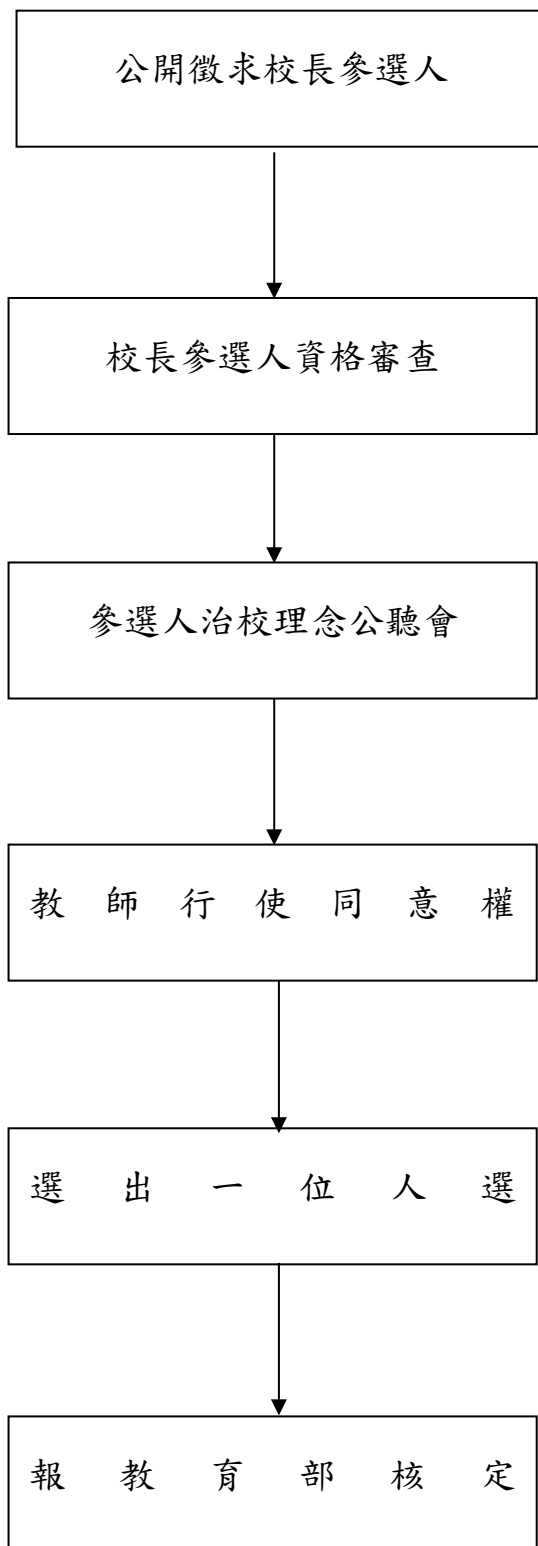 公開徵求校長參選人
校長參選人資格審查
參選人治校理念公聽會
教師行使同意權
選出一位人選
報教育部核定